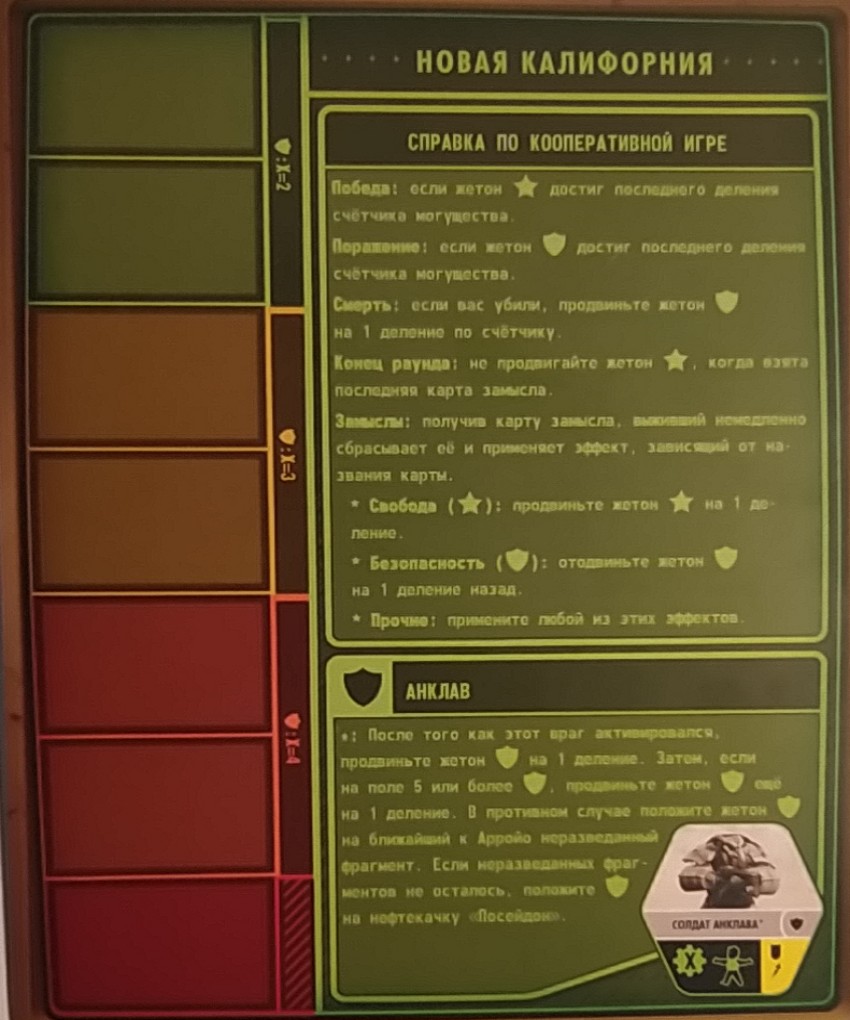 НОВАЯ КАЛИФОРНИЯ
СПРАВКА ПО КООПЕРАТИВНОЙ ИГРЕ
Победа: если жетон достиг последнего деления
счётчика могущества.
Поражение: если жетон достиг последнего деления
счётчика могущества.
Смерть: если вас убили, продвиньте жетон
на 1 деление по счётчику.
Конец раунда: не продвигайте жетон , когда взята
последняя карта замысла.
Замыслы: получив карту замысла, выживший немедленно
сбрасывает её и применяет эффект, зависящий от на-
звания карты.
* Свобода ( ): продвиньте жетон на 1 де-
ление.
* Безопасность ( ): отодвиньте жетон
на 1 деление назад.
* Прочие: примените любой из этих эффектов.
АНКЛАВ
*: После того как этот враг активировался,
продвиньте жетон на 1 деление. Затем, если
на поле 5 или более , продвиньте жетон ещё
на 1 деление. В противном случае положите жетон
на ближайший к Арройо неразведанный
фрагмент. Если неразведанных фраг-
ментов не осталось, положите
на нефтекачку «Посейдон».
СОЛДАТ АНКЛАВА*
X
:X=2
:X=3
:X=4